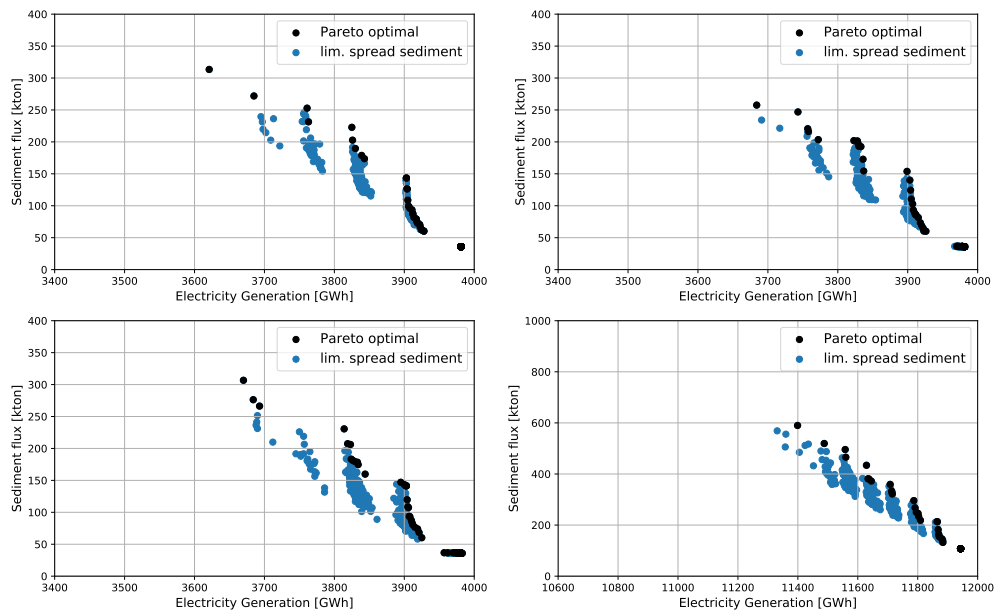 400
350
300
250
200
150
100
50
0
Sediment flux [kton]
Pareto optimal
lim. spread sediment
3400 3500 3600 3700 3800 3900 4000
Electricity Generation [GWh]
400
350
300
250
200
150
100
50
0
Sediment flux [kton]
Pareto optimal
lim. spread sediment
3400 3500 3600 3700 3800 3900 4000
Electricity Generation [GWh]
400
350
300
250
200
150
100
50
0
Sediment flux [kton]
Pareto optimal
lim. spread sediment
3400 3500 3600 3700 3800 3900 4000
Electricity Generation [GWh]
1000
800
600
400
200
0
Sediment flux [kton]
Pareto optimal
lim. spread sediment
10600 10800 11000 11200 11400 11600 11800 12000
Electricity Generation [GWh]